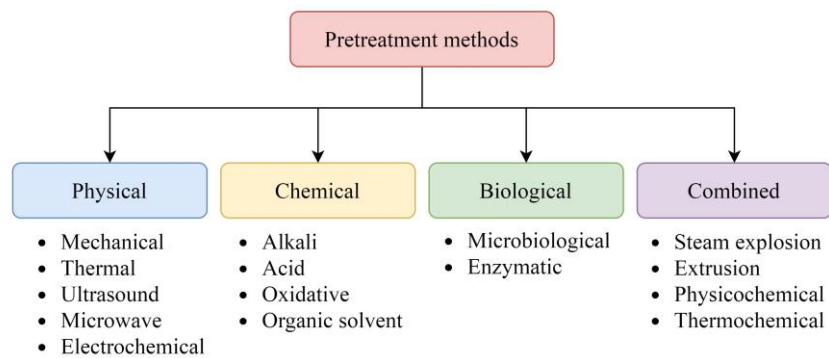 Pretreatment methods
Physical
• Mechanical
• Thermal
• Ultrasound
• Microwave
• Electrochemical
Chemical
• Alkali
• Acid
• Oxidative
• Organic solvent
Biological
• Microbiological
• Enzymatic
Combined
• Steam explosion
• Extrusion
• Physicochemical
• Thermochemical